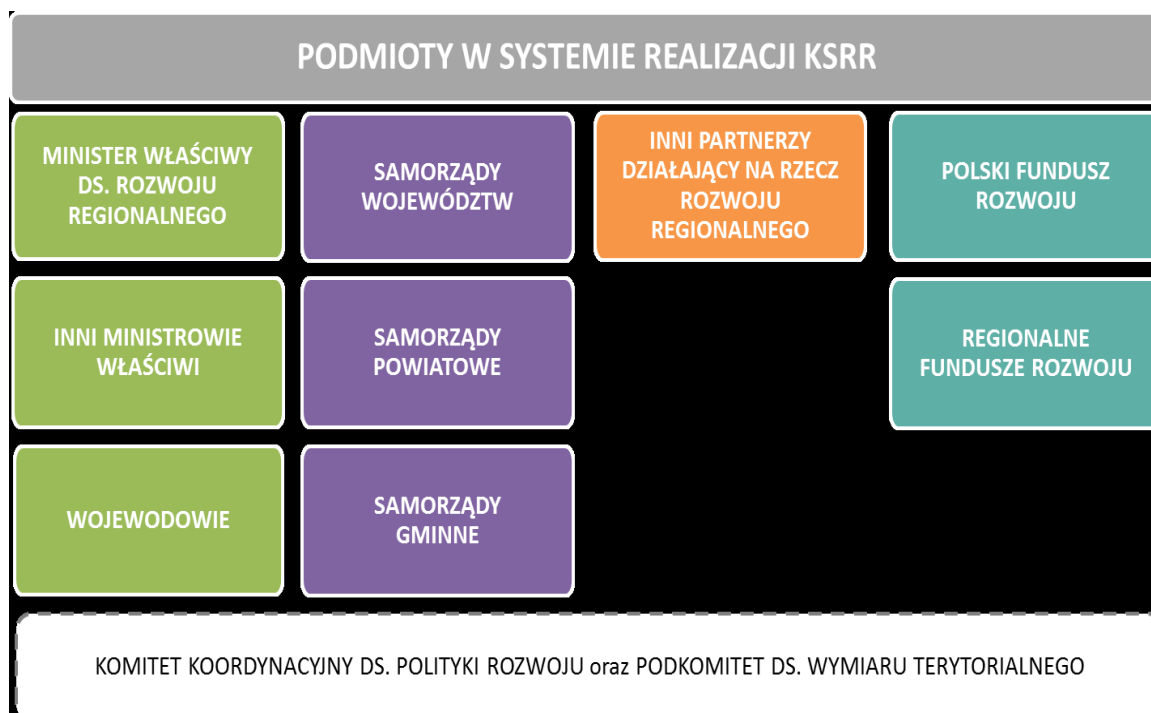 PODMIOTY W SYSTEMIE REALIZACJI KSRR
MINISTER WŁAŚCIWY
DS. ROZWOJU
REGIONALNEGO
SAMORZĄDY
WOJEWÓDZTW
INNI PARTNERZY
DZIAŁAJĄCY NA RZECZ
ROZWOJU
REGIONALNEGO
POLSKI FUNDUSZ
ROZWOJU
INNI MINISTROWIE
WŁAŚCIWI
SAMORZĄDY
POWIATOWE
REGIONALNE
FUNDUSZE ROZWOJU
WOJEWODOWIE
SAMORZĄDY
GMINNE
KOMITET KOORDYNACYJNY DS. POLITYKI ROZWOJU oraz PODKOMITET DS. WYMIARU TERYTORIALNEGO